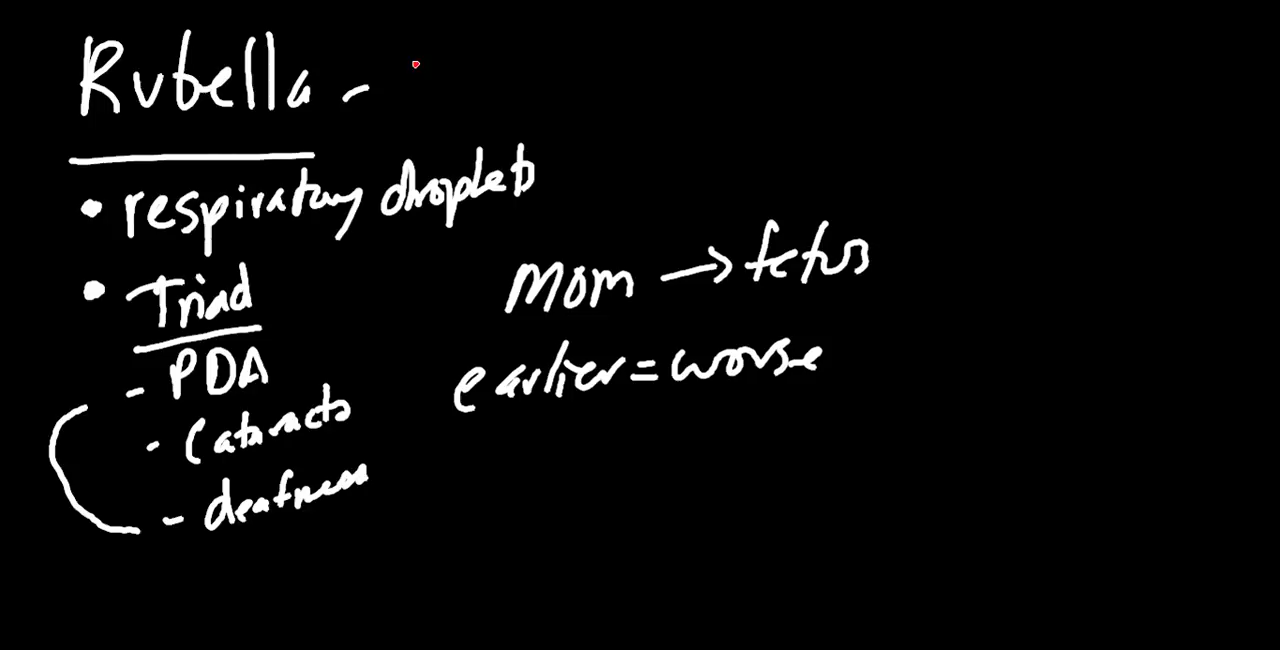 Rubella -
• respiratory droplets
• Triad
- PDA
- Cataracts
- deafness
Mom → fetus
earlier = worse